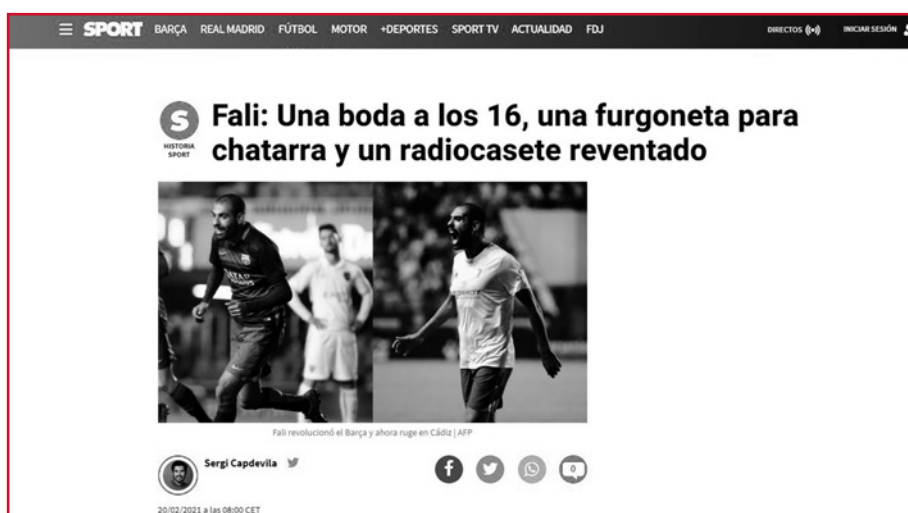 SPORT BARÇA REAL MADRID FÚTBOL MOTOR +DEPORTES SPORT TV ACTUALIDAD FDJ DIRECTOS INICIAR SESIÓN
S
HISTORIA
SPORT
Fali: Una boda a los 16, una furgoneta para
chatarra y un radiocasete reventado
Fali revolucionó el Barça y ahora ruge en Cádiz | AFP
Sergi Capdevila
0
20/02/2021 a las 08:00 CET